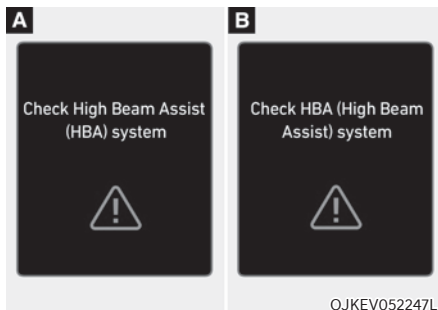 A
Check High Beam Assist
(HBA) system
B
Check HBA (High Beam
Assist) system
OJKEV052247L